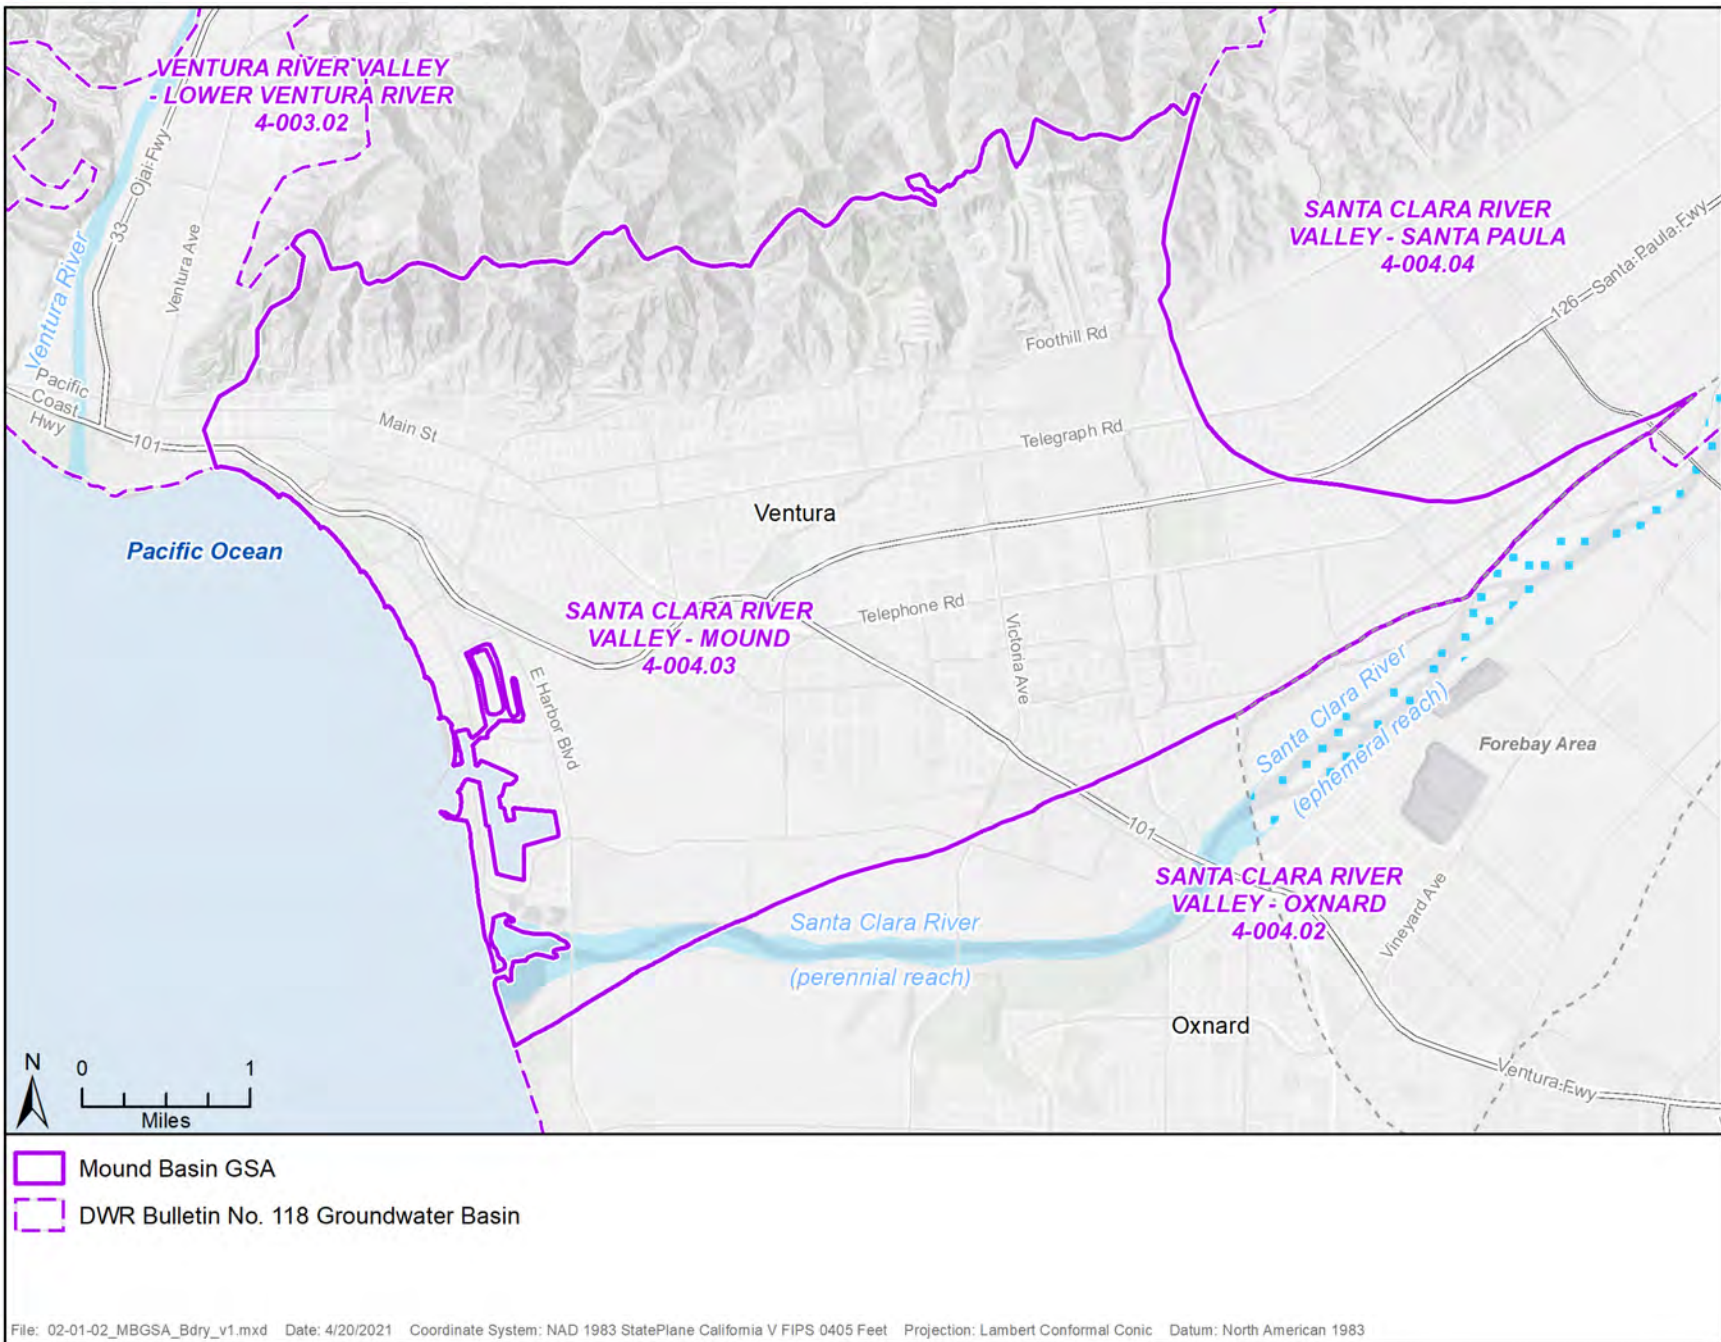 VENTURA RIVER VALLEY
- LOWER VENTURA RIVER
4-003.02
33
Ojai Fwy
Ventura Ave
Ventura River
Pacific
Coast
Hwy
101
Main St
SANTA CLARA RIVER
VALLEY - SANTA PAULA
4-004.04
126
Santa Paula Fwy
Foothill Rd
Telegraph Rd
Ventura
Pacific Ocean
SANTA CLARA RIVER
VALLEY - MOUND
4-004.03
Telephone Rd
Victoria Ave
E Harbor Blvd
Santa Clara River
(ephemeral reach)
Forebay Area
101
SANTA CLARA RIVER
VALLEY - OXNARD
4-004.02
Vineyard Ave
Santa Clara River
(perennial reach)
Oxnard
Ventura Fwy
N
0 1
Miles
Mound Basin GSA
DWR Bulletin No. 118 Groundwater Basin
File: 02-01-02_MBGSA_Bdry_v1.mxd Date: 4/20/2021 Coordinate System: NAD 1983 StatePlane California V FIPS 0405 Feet Projection: Lambert Conformal Conic Datum: North American 1983